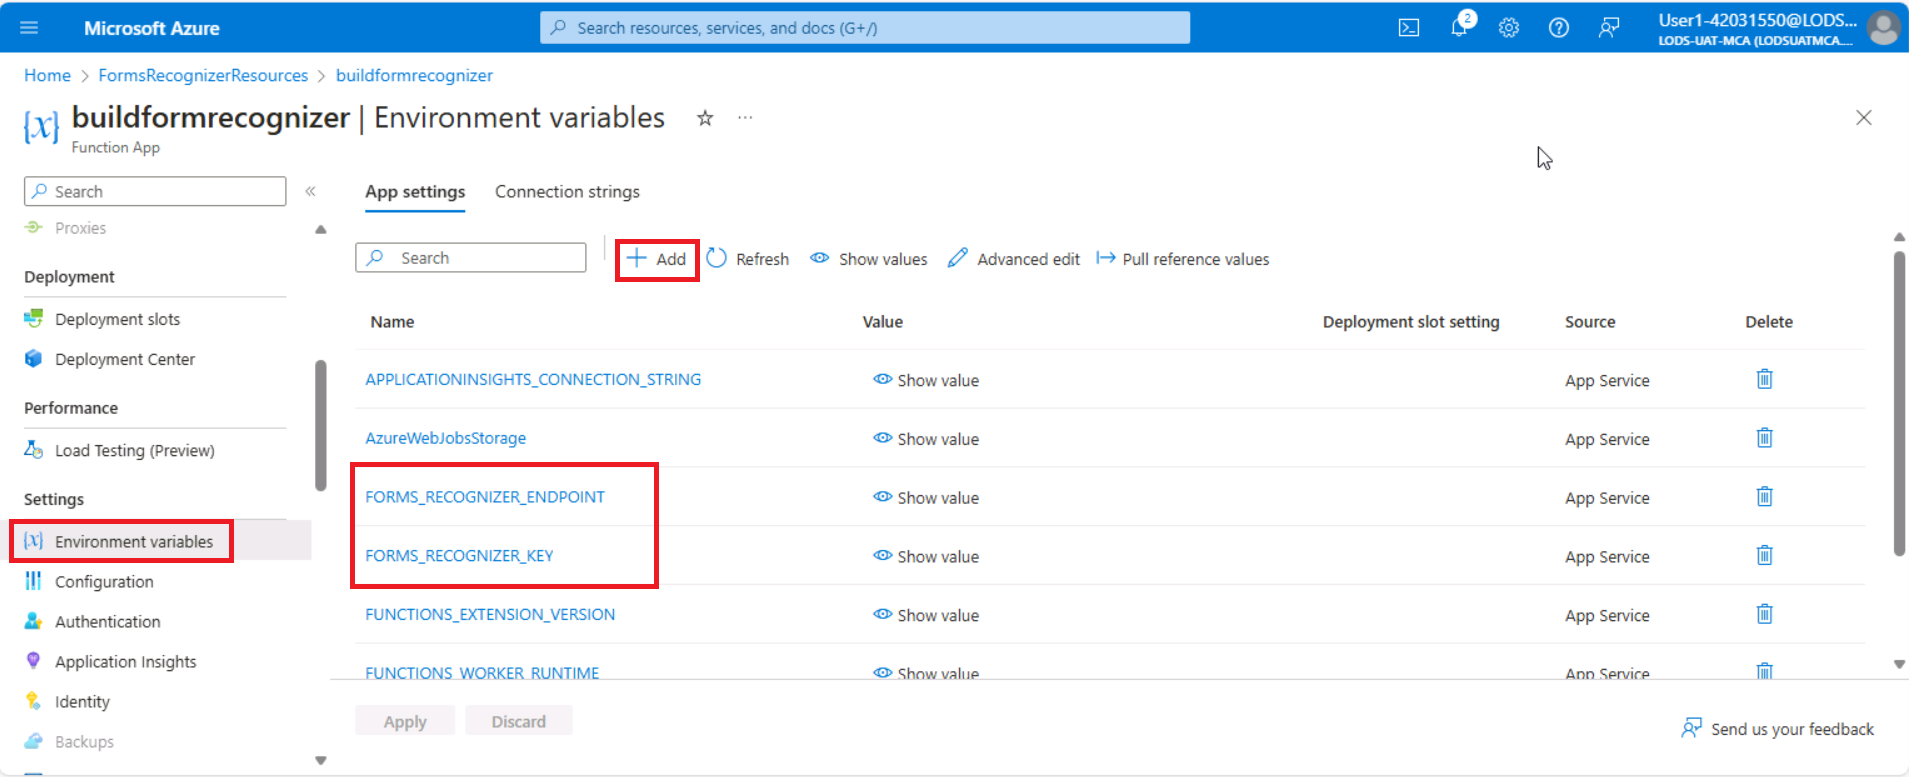 Microsoft Azure
Search resources, services, and docs (G+/)
2
User1-42031550@LODS...
LODS-UAT-MCA (LODSUATMCA....
Home > FormsRecognizerResources > buildformrecognizer
{x} buildformrecognizer | Environment variables ☆ ...
Function App
Search «
Proxies
Deployment
Deployment slots
Deployment Center
Performance
Load Testing (Preview)
Settings
Environment variables
Configuration
Authentication
Application Insights
Identity
Backups
App settings Connection strings
Search
Add Refresh Show values Advanced edit Pull reference values
Name Value Deployment slot setting Source Delete
APPLICATIONINSIGHTS_CONNECTION_STRING Show value App Service
AzureWebJobsStorage Show value App Service
FORMS_RECOGNIZER_ENDPOINT Show value App Service
FORMS_RECOGNIZER_KEY Show value App Service
FUNCTIONS_EXTENSION_VERSION Show value App Service
FUNCTIONS_WORKER_RUNTIME Show value App Service
Apply Discard
Send us your feedback